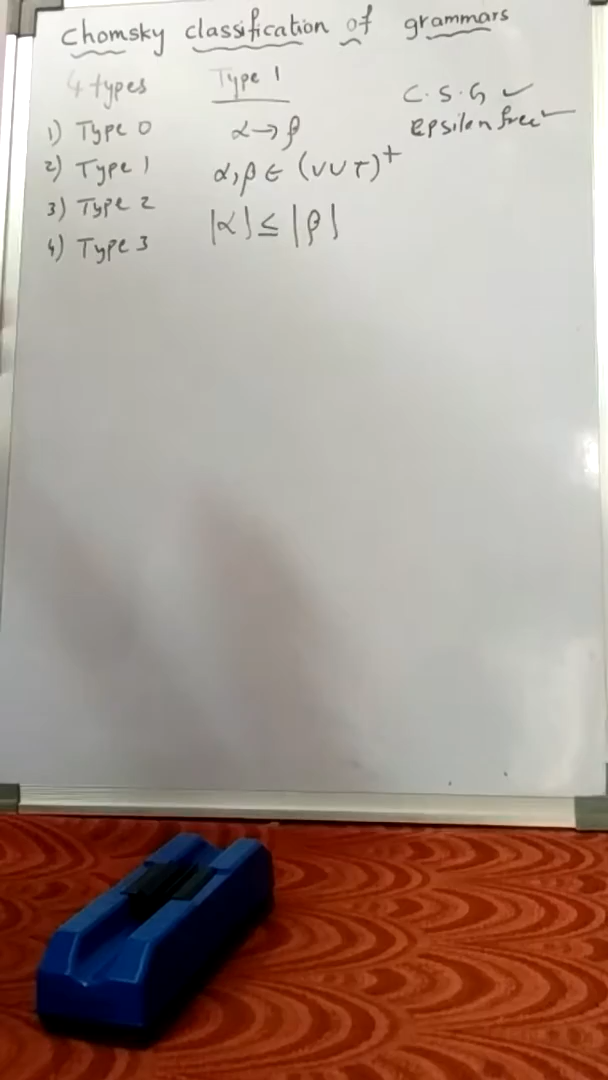 Chomsky classification of grammars
4 types
1) Type 0
2) Type 1
3) Type 2
4) Type 3
Type 1
α→β
α,β ∈ (VUT)⁺
|α| ≤ |β|
C.S.G ✓
Epsilon free ✓